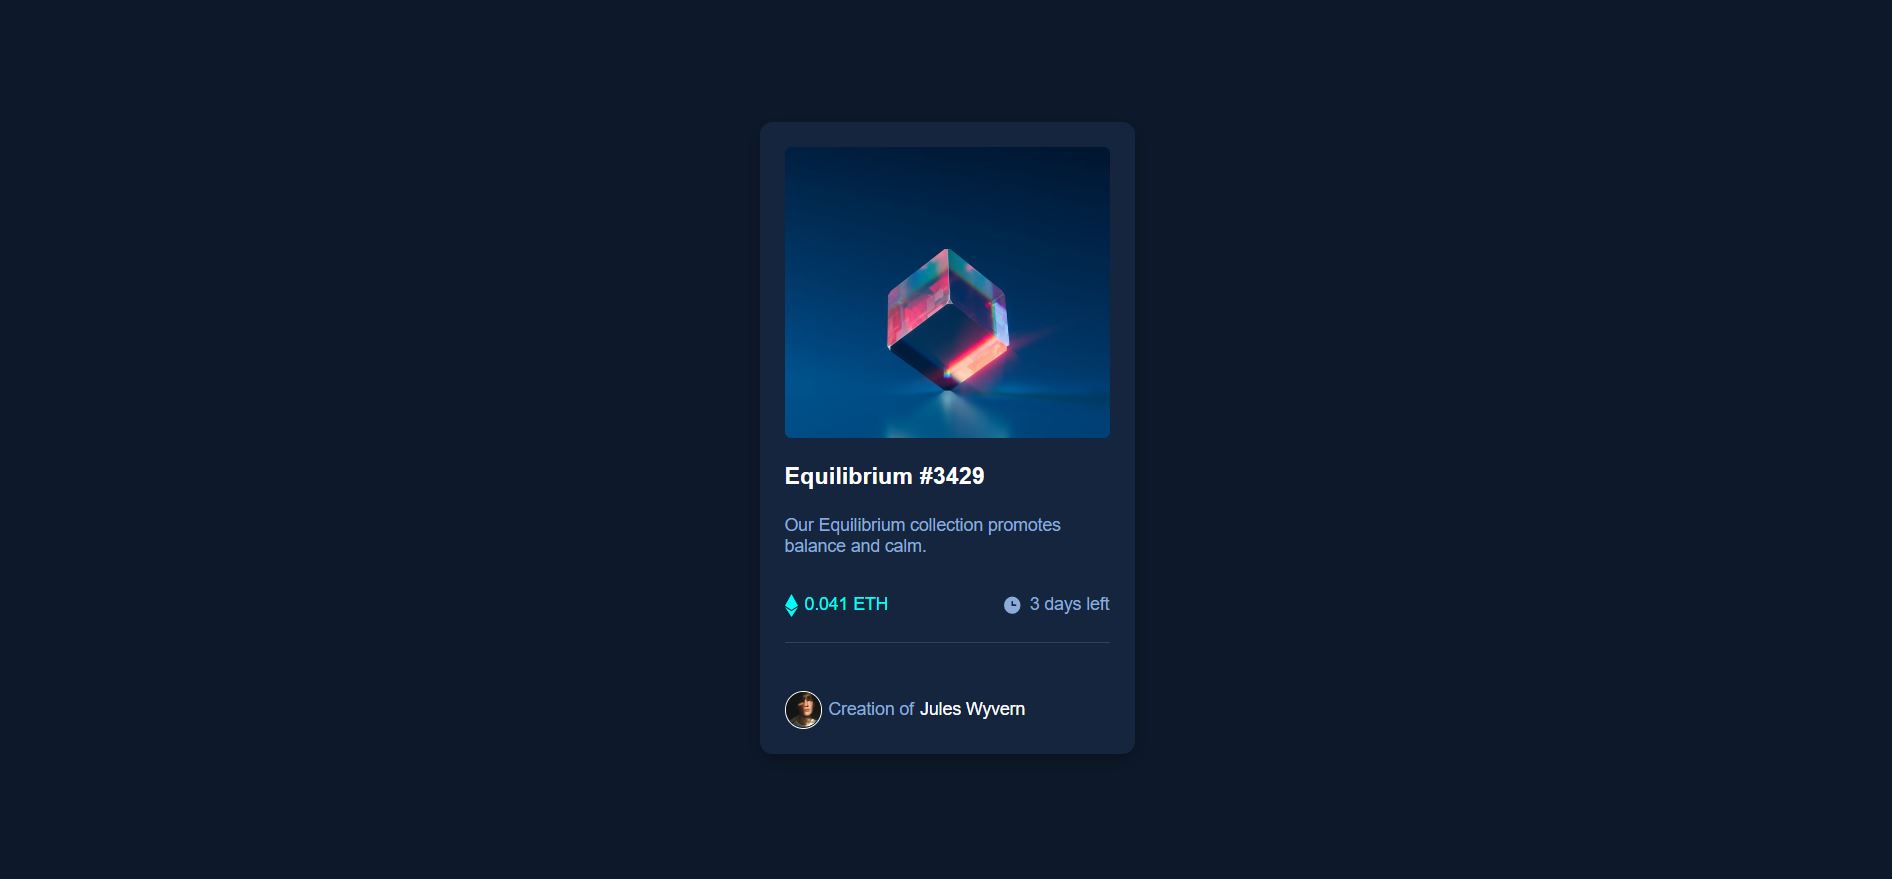 Equilibrium #3429
Our Equilibrium collection promotes
balance and calm.
0.041 ETH 3 days left
Creation of Jules Wyvern